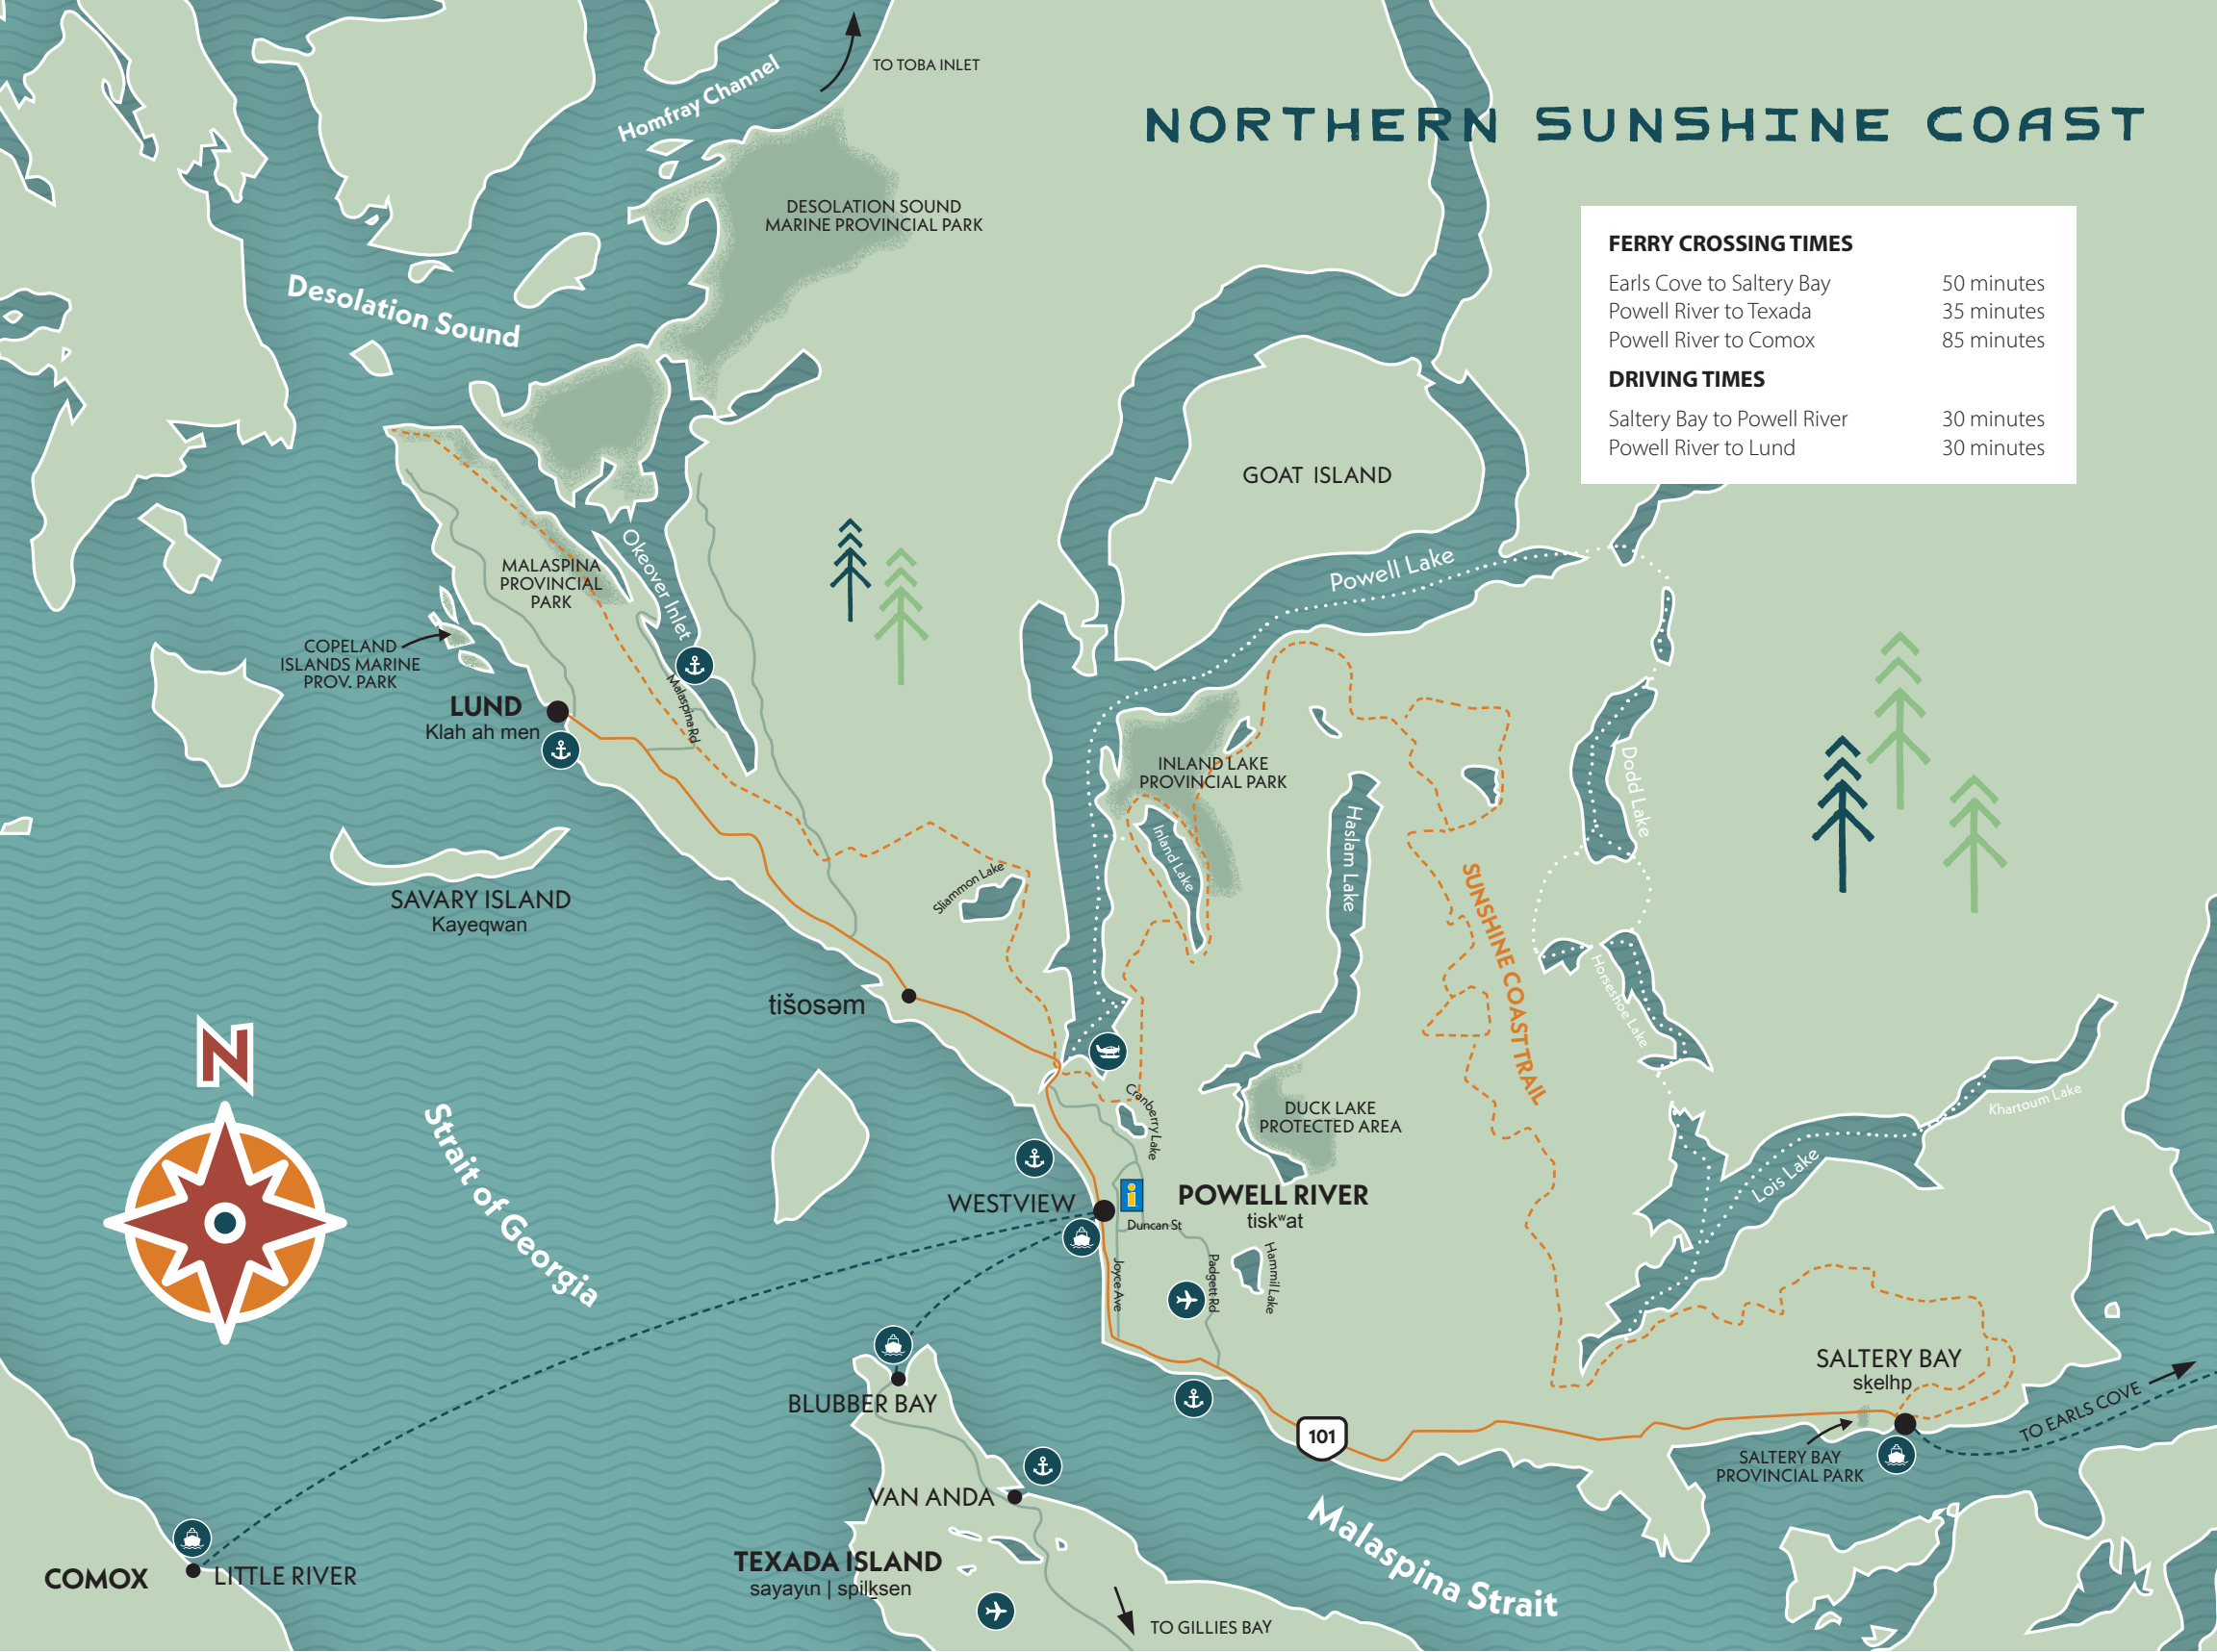 TO TOBA INLET
Homfray Channel
NORTHERN SUNSHINE COAST
DESOLATION SOUND
MARINE PROVINCIAL PARK
FERRY CROSSING TIMES
Earls Cove to Saltery Bay 50 minutes
Powell River to Texada 35 minutes
Powell River to Comox 85 minutes
DRIVING TIMES
Saltery Bay to Powell River 30 minutes
Powell River to Lund 30 minutes
Desolation Sound
GOAT ISLAND
Powell Lake
MALASPINA
PROVINCIAL
PARK
Okeover Inlet
COPELAND
ISLANDS MARINE
PROV. PARK
Malaspina Rd
LUND
Klah ah men
INLAND LAKE
PROVINCIAL PARK
Dodd Lake
Inland Lake
Haslam Lake
SAVARY ISLAND
Kayeqwan
Sliammon Lake
SUNSHINE COAST TRAIL
Horseshoe Lake
tišosəm
N
Khartoum Lake
Cranberry Lake
DUCK LAKE
PROTECTED AREA
Strait of Georgia
Lois Lake
WESTVIEW
i
POWELL RIVER
tiskʷat
Duncan St
Joyce Ave
Padgett Rd
Hammil Lake
BLUBBER BAY
SALTERY BAY
sḵelhp
TO EARLS COVE
101
SALTERY BAY
PROVINCIAL PARK
VAN ANDA
Malaspina Strait
TEXADA ISLAND
sayayɩn | spilḵsen
COMOX
LITTLE RIVER
TO GILLIES BAY